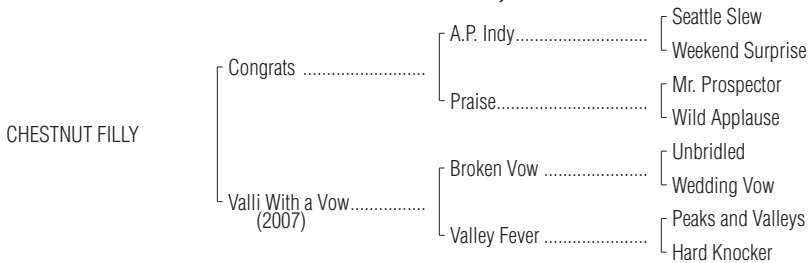 Seattle Slew
A.P. Indy..............................
Weekend Surprise
Congrats ............................
Mr. Prospector
Praise...................................
Wild Applause
CHESTNUT FILLY
Unbridled
Broken Vow ........................
Wedding Vow
Valli With a Vow.................
(2007)
Peaks and Valleys
Valley Fever ........................
Hard Knocker